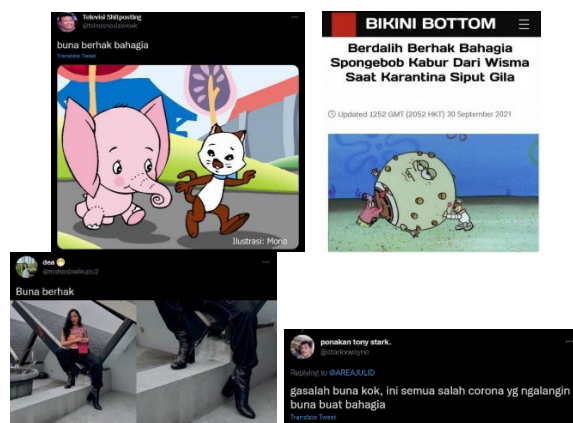 Televisi Shitposting
@tvindonesiawkwk
buna berhak bahagia
Translate Tweet
Ilustrasi: Mono
BIKINI BOTTOM
Berdalih Berhak Bahagia
Spongebob Kabur Dari Wisma
Saat Karantina Siput Gila
Updated 1252 GMT (2052 HKT) 30 September 2021
dea
Buna berhak
ponakan tony stark.
@starkxwayne
Replying to @AREAJULID
gasalah buna kok, ini semua salah corona yg ngalangin
buna buat bahagia
Translate Tweet